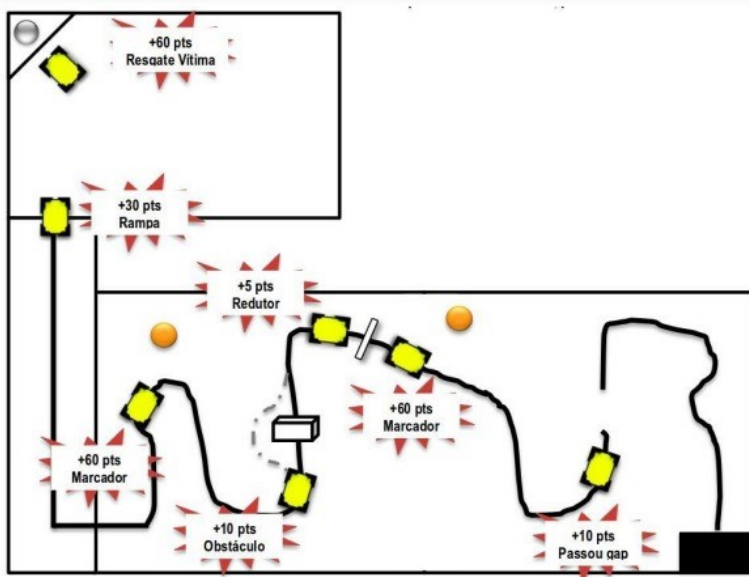 +60 pts
Resgate Vítima
+30 pts
Rampa
+5 pts
Redutor
+60 pts
Marcador
+60 pts
Marcador
+10 pts
Obstáculo
+10 pts
Passou gap